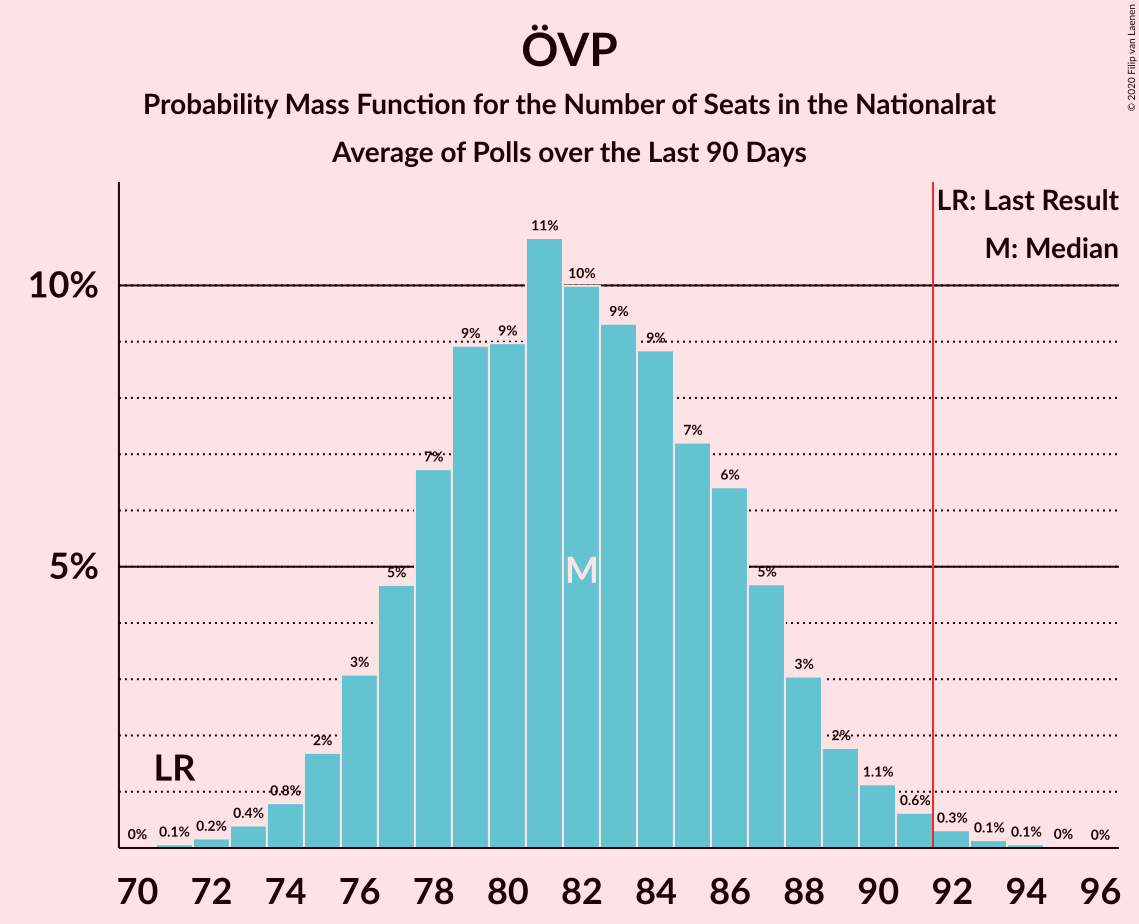 ÖVP
Probability Mass Function for the Number of Seats in the Nationalrat
Average of Polls over the Last 90 Days
© 2020 Filip van Laenen
LR: Last Result
M: Median
10%
5%
0% 0.1% 0.2% 0.4% 0.8% 2% 3% 5% 7% 9% 9% 11% 10% 9% 9% 7% 6% 5% 3% 2% 1.1% 0.6% 0.3% 0.1% 0.1% 0% 0%
M
LR
70 72 74 76 78 80 82 84 86 88 90 92 94 96